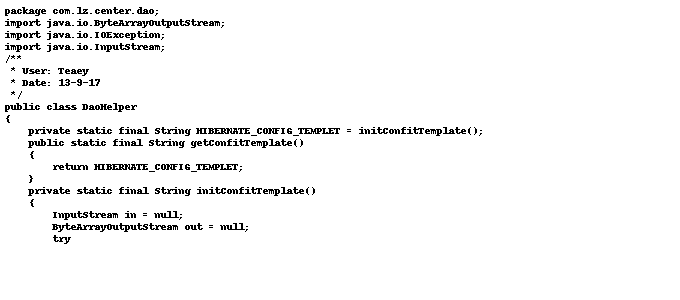 package com.lz.center.dao;
import java.io.ByteArrayOutputStream;
import java.io.IOException;
import java.io.InputStream;
/**
 * User: Teaey
 * Date: 13-9-17
 */
public class DaoHelper
{
    private static final String HIBERNATE_CONFIG_TEMPLET = initConfitTemplate();
    public static final String getConfitTemplate()
    {
        return HIBERNATE_CONFIG_TEMPLET;
    }
    private static final String initConfitTemplate()
    {
        InputStream in = null;
        ByteArrayOutputStream out = null;
        try